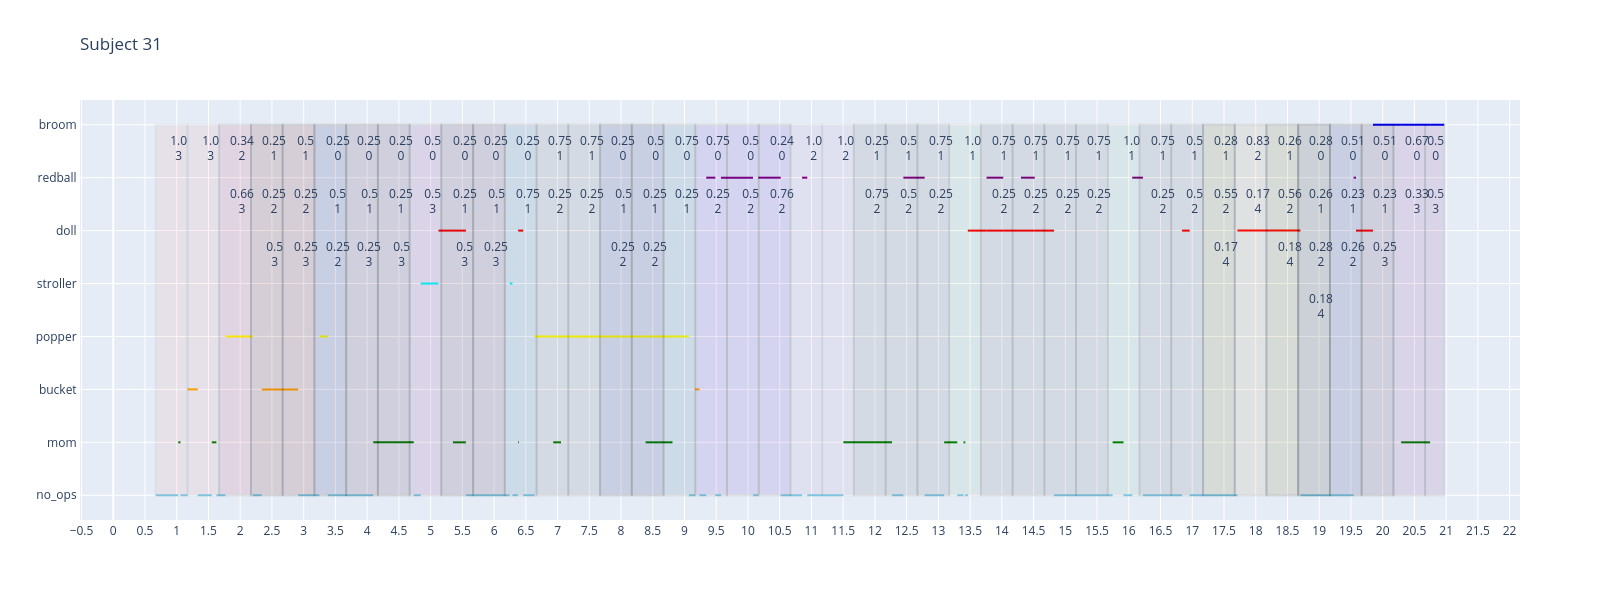 Subject 31
broom
1.0 1.0 0.34 0.25 0.5 0.25 0.25 0.25 0.5 0.25 0.25 0.25 0.75 0.75 0.25 0.5 0.75 0.75 0.5 0.24 1.0 1.0 0.25 0.5 0.75 1.0 0.75 0.75 0.75 0.75 1.0 0.75 0.5 0.28 0.83 0.26 0.28 0.51 0.51 0.67 0.5
3 3 2 1 1 0 0 0 0 0 0 0 1 1 0 0 0 0 0 0 2 2 1 1 1 1 1 1 1 1 1 1 1 1 2 1 0 0 0 0 0
redball
0.66 0.25 0.25 0.5 0.5 0.25 0.5 0.25 0.5 0.75 0.25 0.25 0.5 0.25 0.25 0.25 0.5 0.76 0.75 0.5 0.25 0.25 0.25 0.25 0.25 0.25 0.5 0.55 0.17 0.56 0.26 0.23 0.23 0.33 0.5
3 2 2 1 1 1 3 1 1 1 2 2 1 1 1 2 2 2 2 2 2 2 2 2 2 2 2 2 4 2 1 1 1 3 3
doll
0.5 0.25 0.25 0.25 0.5 0.5 0.25 0.25 0.25 0.17 0.18 0.28 0.26 0.25
3 3 2 3 3 3 3 2 2 4 4 2 2 3
stroller
0.18
4
popper
bucket
mom
no_ops
−0.5 0 0.5 1 1.5 2 2.5 3 3.5 4 4.5 5 5.5 6 6.5 7 7.5 8 8.5 9 9.5 10 10.5 11 11.5 12 12.5 13 13.5 14 14.5 15 15.5 16 16.5 17 17.5 18 18.5 19 19.5 20 20.5 21 21.5 22